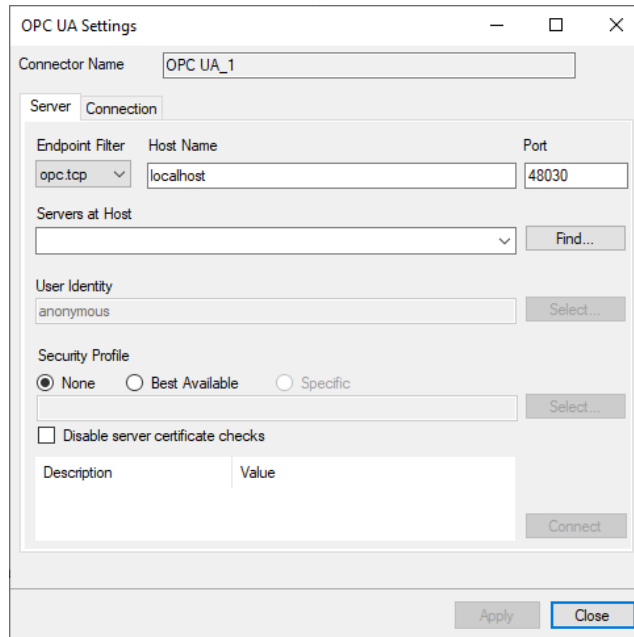 OPC UA Settings
Connector Name OPC UA_1
Server Connection
Endpoint Filter Host Name Port
opc.tcp localhost 48030
Servers at Host
Find...
User Identity
anonymous Select...
Security Profile
None Best Available Specific
Select...
Disable server certificate checks
Description Value
Connect
Apply Close